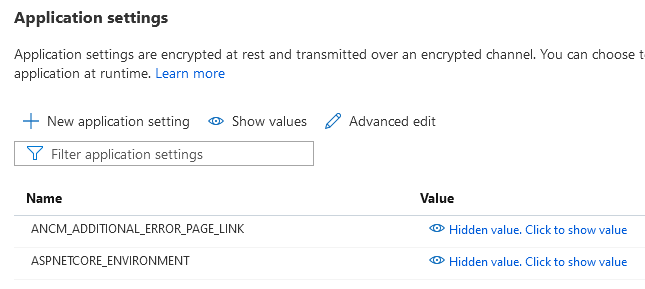 Application settings
Application settings are encrypted at rest and transmitted over an encrypted channel. You can choose
application at runtime. Learn more
New application setting Show values Advanced edit
Filter application settings
Name Value
ANCM_ADDITIONAL_ERROR_PAGE_LINK Hidden value. Click to show value
ASPNETCORE_ENVIRONMENT Hidden value. Click to show value